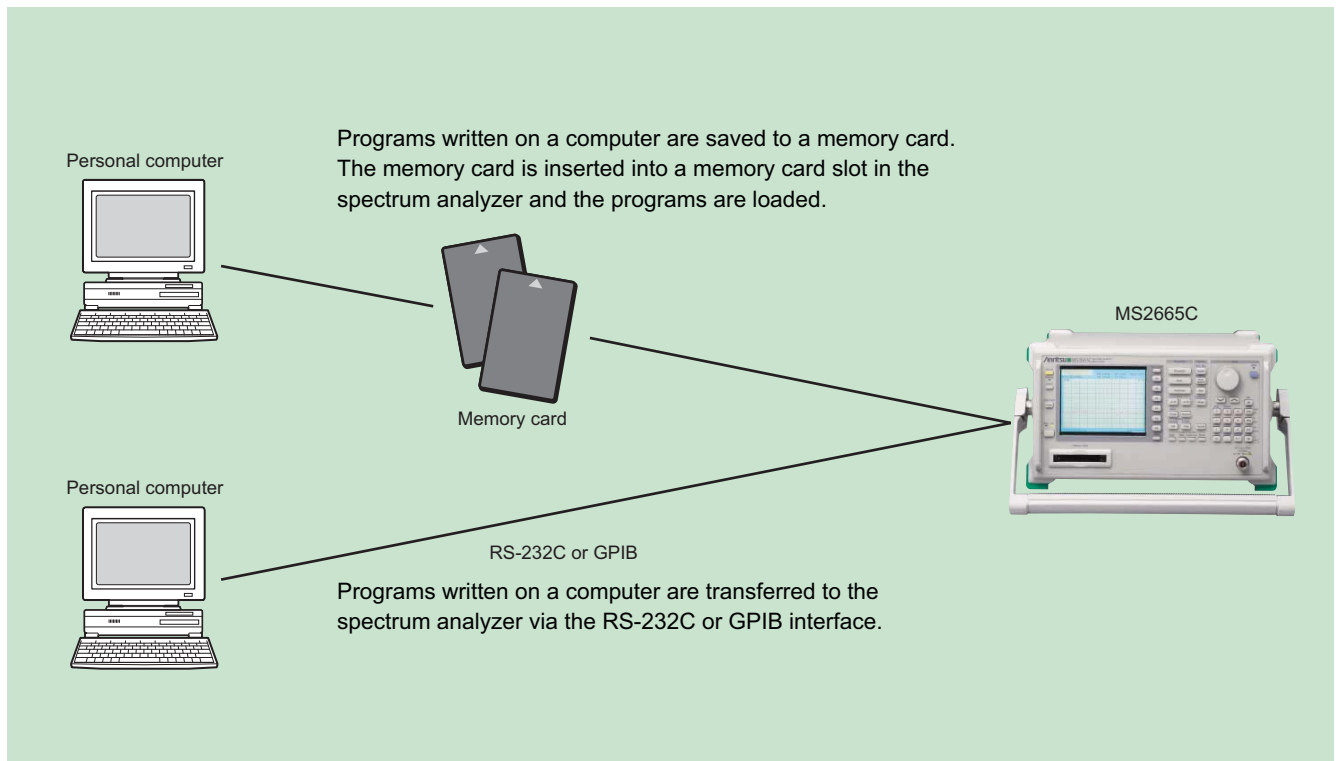 Programs written on a computer are saved to a memory card.
The memory card is inserted into a memory card slot in the
spectrum analyzer and the programs are loaded.
Personal computer
Memory card
MS2665C
Anritsu
Personal computer
RS-232C or GPIB
Programs written on a computer are transferred to the
spectrum analyzer via the RS-232C or GPIB interface.